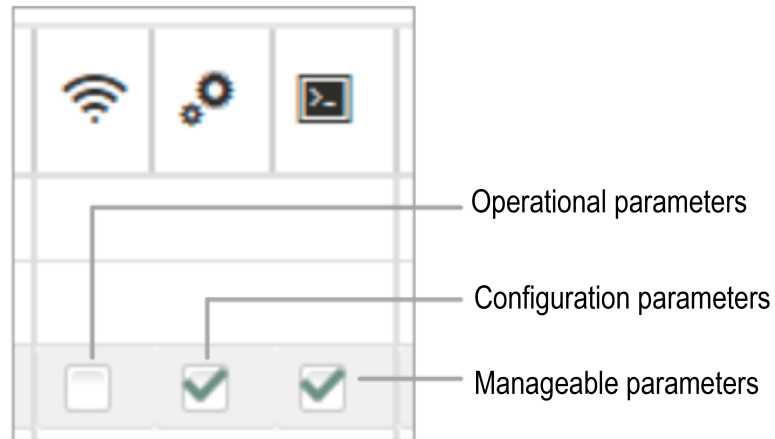 >_
Operational parameters
Configuration parameters
Manageable parameters